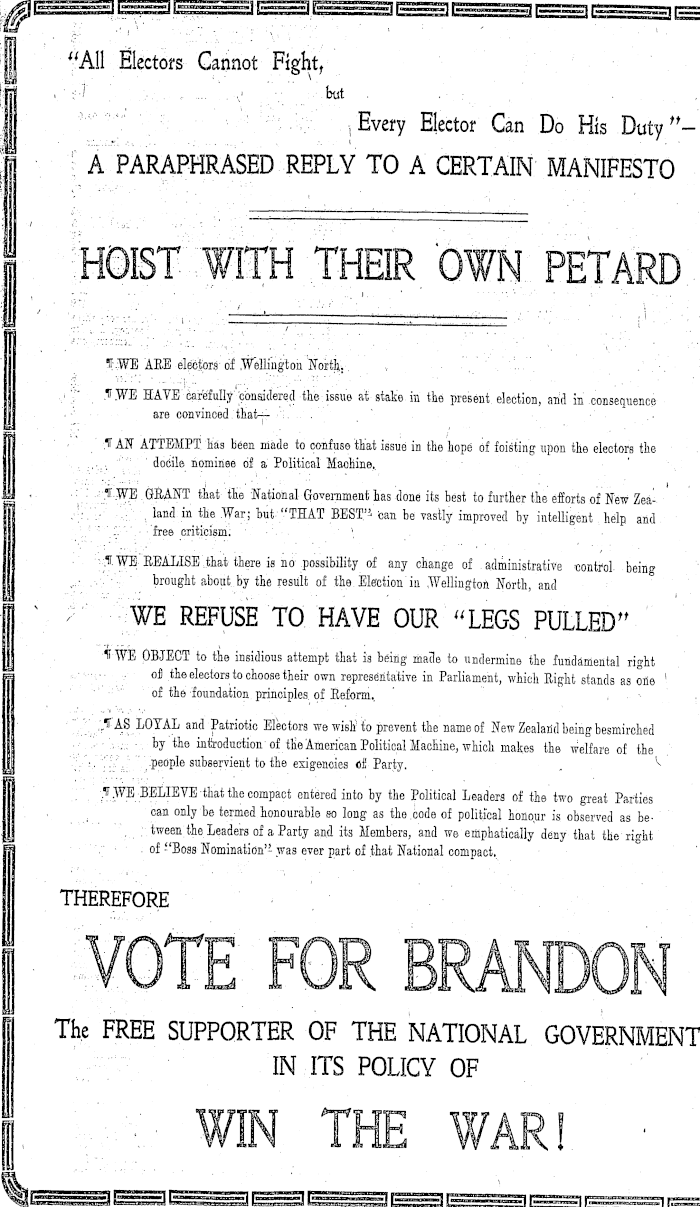 "All Electors Cannot Fight,
but
Every Elector Can Do His Duty"—
A PARAPHRASED REPLY TO A CERTAIN MANIFESTO
HOIST WITH THEIR OWN PETARD
¶ WE ARE electors of Wellington North.
¶ WE HAVE carefully considered the issue at stake in the present election, and in consequence
are convinced that—
¶ AN ATTEMPT has been made to confuse that issue in the hope of foisting upon the electors the
docile nominee of a Political Machine.
¶ WE GRANT that the National Government has done its best to further the efforts of New Zea-
land in the War; but "THAT BEST" can be vastly improved by intelligent help and
free criticism.
¶ WE REALISE that there is no possibility of any change of administrative control being
brought about by the result of the Election in Wellington North, and
WE REFUSE TO HAVE OUR "LEGS PULLED"
¶ WE OBJECT to the insidious attempt that is being made to undermine the fundamental right
of the electors to choose their own representative in Parliament, which Right stands as one
of the foundation principles of Reform.
¶ AS LOYAL and Patriotic Electors we wish to prevent the name of New Zealand being besmirched
by the introduction of the American Political Machine, which makes the welfare of the
people subservient to the exigencies of Party.
¶ WE BELIEVE that the compact entered into by the Political Leaders of the two great Parties
can only be termed honourable so long as the code of political honour is observed as be-
tween the Leaders of a Party and its Members, and we emphatically deny that the right
of "Boss Nomination" was ever part of that National compact.
THEREFORE
VOTE FOR BRANDON
The FREE SUPPORTER OF THE NATIONAL GOVERNMENT
IN ITS POLICY OF
WIN THE WAR!